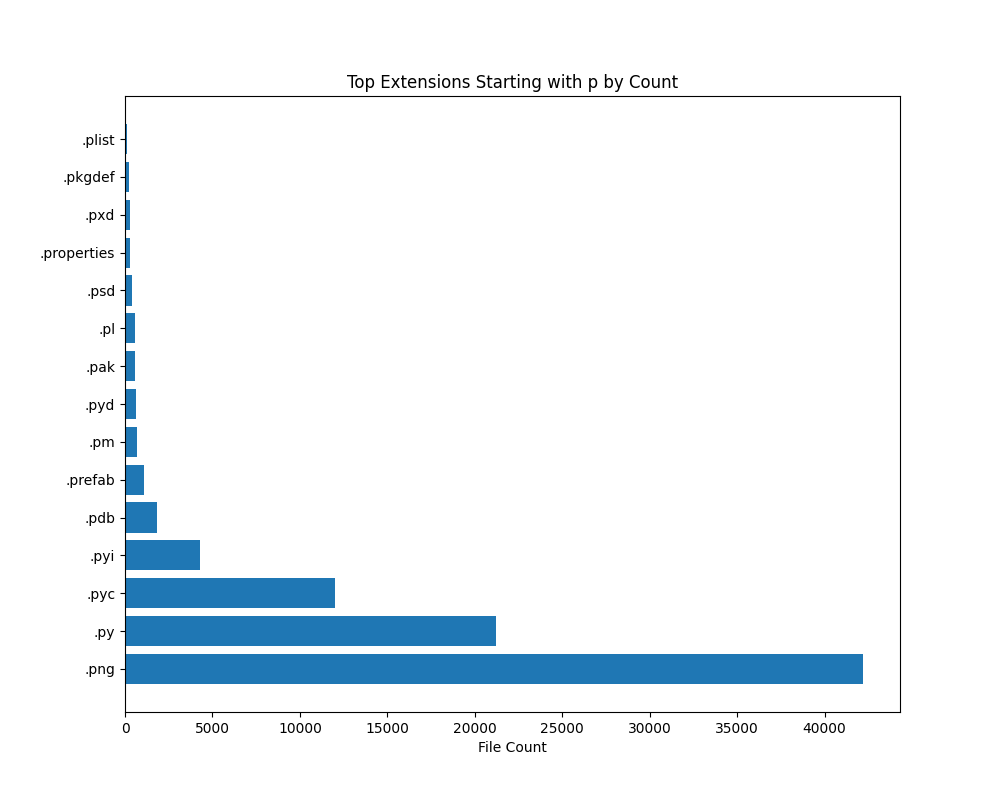 Top Extensions Starting with p by Count
.plist
.pkgdef
.pxd
.properties
.psd
.pl
.pak
.pyd
.pm
.prefab
.pdb
.pyi
.pyc
.py
.png
0 5000 10000 15000 20000 25000 30000 35000 40000
File Count